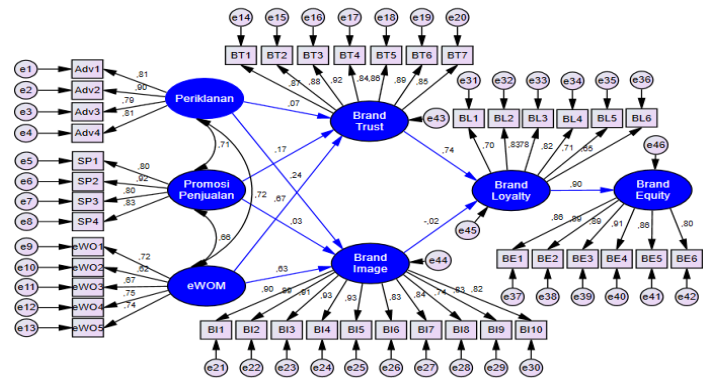 e14 e15 e16 e17 e18 e19 e20
BT1 BT2 BT3 BT4 BT5 BT6 BT7
.87 .88 .92 .84 .86 .89 .85
e1 Adv1 .81
e2 Adv2 .90
e3 Adv3 .79
e4 Adv4 .81
Periklanan
.07
Brand
Trust
e43
e31 e32 e33 e34 e35 e36
BL1 BL2 BL3 BL4 BL5 BL6
.70 .83 .78 .82 .71 .65
.71
.17
.24
.74
e5 SP1 .80
e6 SP2 .92
e7 SP3 .80
e8 SP4 .83
Promosi
Penjualan
.72
.67
.03
.66
Brand
Loyalty
e45
.90
e46
Brand
Equity
-.02
e9 eWO1 .72
e10 eWO2 .62
e11 eWO3 .67
e12 eWO4 .75
e13 eWO5 .74
eWOM
.63
Brand
Image
e44
.86 .89 .89 .91 .86 .80
BE1 BE2 BE3 BE4 BE5 BE6
e37 e38 e39 e40 e41 e42
.90 .89 .91 .93 .93 .83 .84 .74 .83 .82
BI1 BI2 BI3 BI4 BI5 BI6 BI7 BI8 BI9 BI10
e21 e22 e23 e24 e25 e26 e27 e28 e29 e30